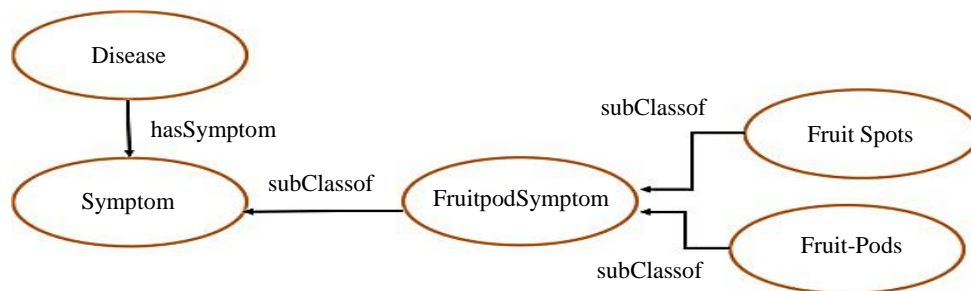 Disease
hasSymptom
Symptom
subClassof
FruitpodSymptom
subClassof
Fruit Spots
subClassof
Fruit-Pods